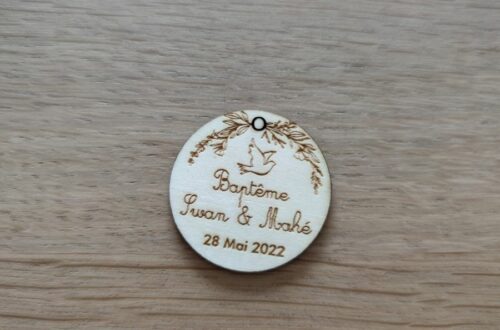 Baptême
Swan & Mahé
28 Mai 2022